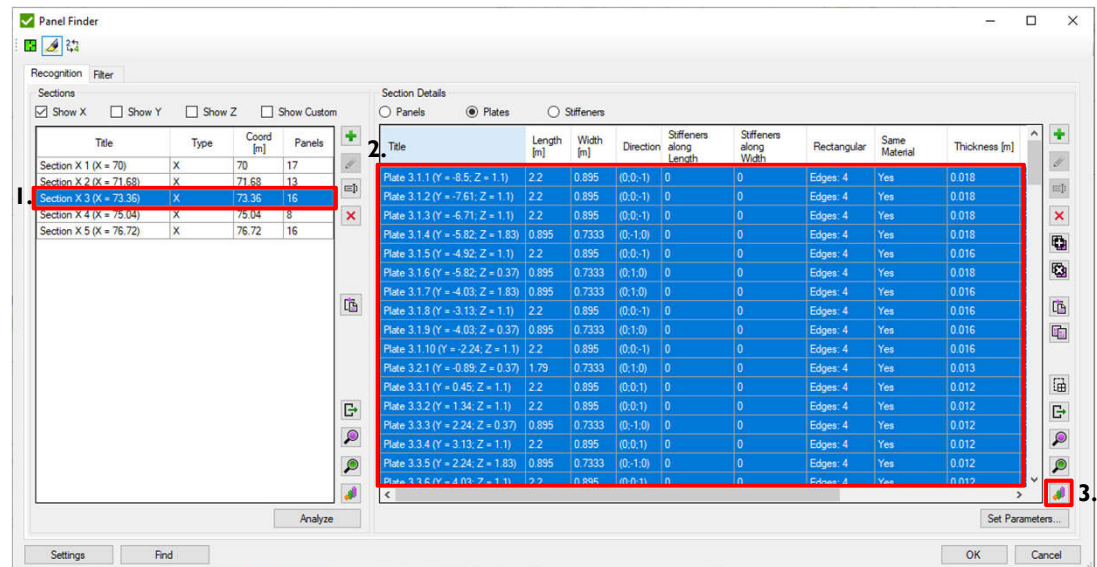 Panel Finder
Recognition Filter
Sections
Show X Show Y Show Z Show Custom
Title Type Coord [m] Panels
Section X 1 (X = 70) X 70 17
Section X 2 (X = 71.68) X 71.68 13
1. Section X 3 (X = 73.36) X 73.36 16
Section X 4 (X = 75.04) X 75.04 8
Section X 5 (X = 76.72) X 76.72 16
Analyze
Section Details
Panels Plates Stiffeners
2. Title Length [m] Width [m] Direction Stiffeners along Length Stiffeners along Width Rectangular Same Material Thickness [m]
Plate 3.1.1 (Y = -8.5; Z = 1.1) 2.2 0.895 (0;0;-1) 0 0 Edges: 4 Yes 0.018
Plate 3.1.2 (Y = -7.61; Z = 1.1) 2.2 0.895 (0;0;-1) 0 0 Edges: 4 Yes 0.018
Plate 3.1.3 (Y = -6.71; Z = 1.1) 2.2 0.895 (0;0;-1) 0 0 Edges: 4 Yes 0.018
Plate 3.1.4 (Y = -5.82; Z = 1.83) 0.895 0.7333 (0;-1;0) 0 0 Edges: 4 Yes 0.018
Plate 3.1.5 (Y = -4.92; Z = 1.1) 2.2 0.895 (0;0;-1) 0 0 Edges: 4 Yes 0.016
Plate 3.1.6 (Y = -5.82; Z = 0.37) 0.895 0.7333 (0;1;0) 0 0 Edges: 4 Yes 0.018
Plate 3.1.7 (Y = -4.03; Z = 1.83) 0.895 0.7333 (0;1;0) 0 0 Edges: 4 Yes 0.016
Plate 3.1.8 (Y = -3.13; Z = 1.1) 2.2 0.895 (0;0;-1) 0 0 Edges: 4 Yes 0.016
Plate 3.1.9 (Y = -4.03; Z = 0.37) 0.895 0.7333 (0;1;0) 0 0 Edges: 4 Yes 0.016
Plate 3.1.10 (Y = -2.24; Z = 1.1) 2.2 0.895 (0;0;-1) 0 0 Edges: 4 Yes 0.016
Plate 3.2.1 (Y = -0.89; Z = 0.37) 1.79 0.7333 (0;1;0) 0 0 Edges: 4 Yes 0.013
Plate 3.3.1 (Y = 0.45; Z = 1.1) 2.2 0.895 (0;0;1) 0 0 Edges: 4 Yes 0.012
Plate 3.3.2 (Y = 1.34; Z = 1.1) 2.2 0.895 (0;0;1) 0 0 Edges: 4 Yes 0.012
Plate 3.3.3 (Y = 2.24; Z = 0.37) 0.895 0.7333 (0;-1;0) 0 0 Edges: 4 Yes 0.012
Plate 3.3.4 (Y = 3.13; Z = 1.1) 2.2 0.895 (0;0;1) 0 0 Edges: 4 Yes 0.012
Plate 3.3.5 (Y = 2.24; Z = 1.83) 0.895 0.7333 (0;-1;0) 0 0 Edges: 4 Yes 0.012
Plate 3.3.6 (Y = 4.03; Z = 1.1) 2.2 0.895 (0;0;1) 0 0 Edges: 4 Yes 0.012
3.
Set Parameters...
Settings Find OK Cancel